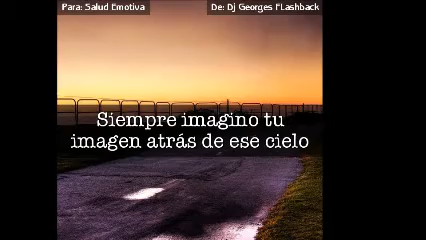 Para: Salud Emotiva
De: Dj Georges FLashback
Siempre imagino tu
imagen atrás de ese cielo